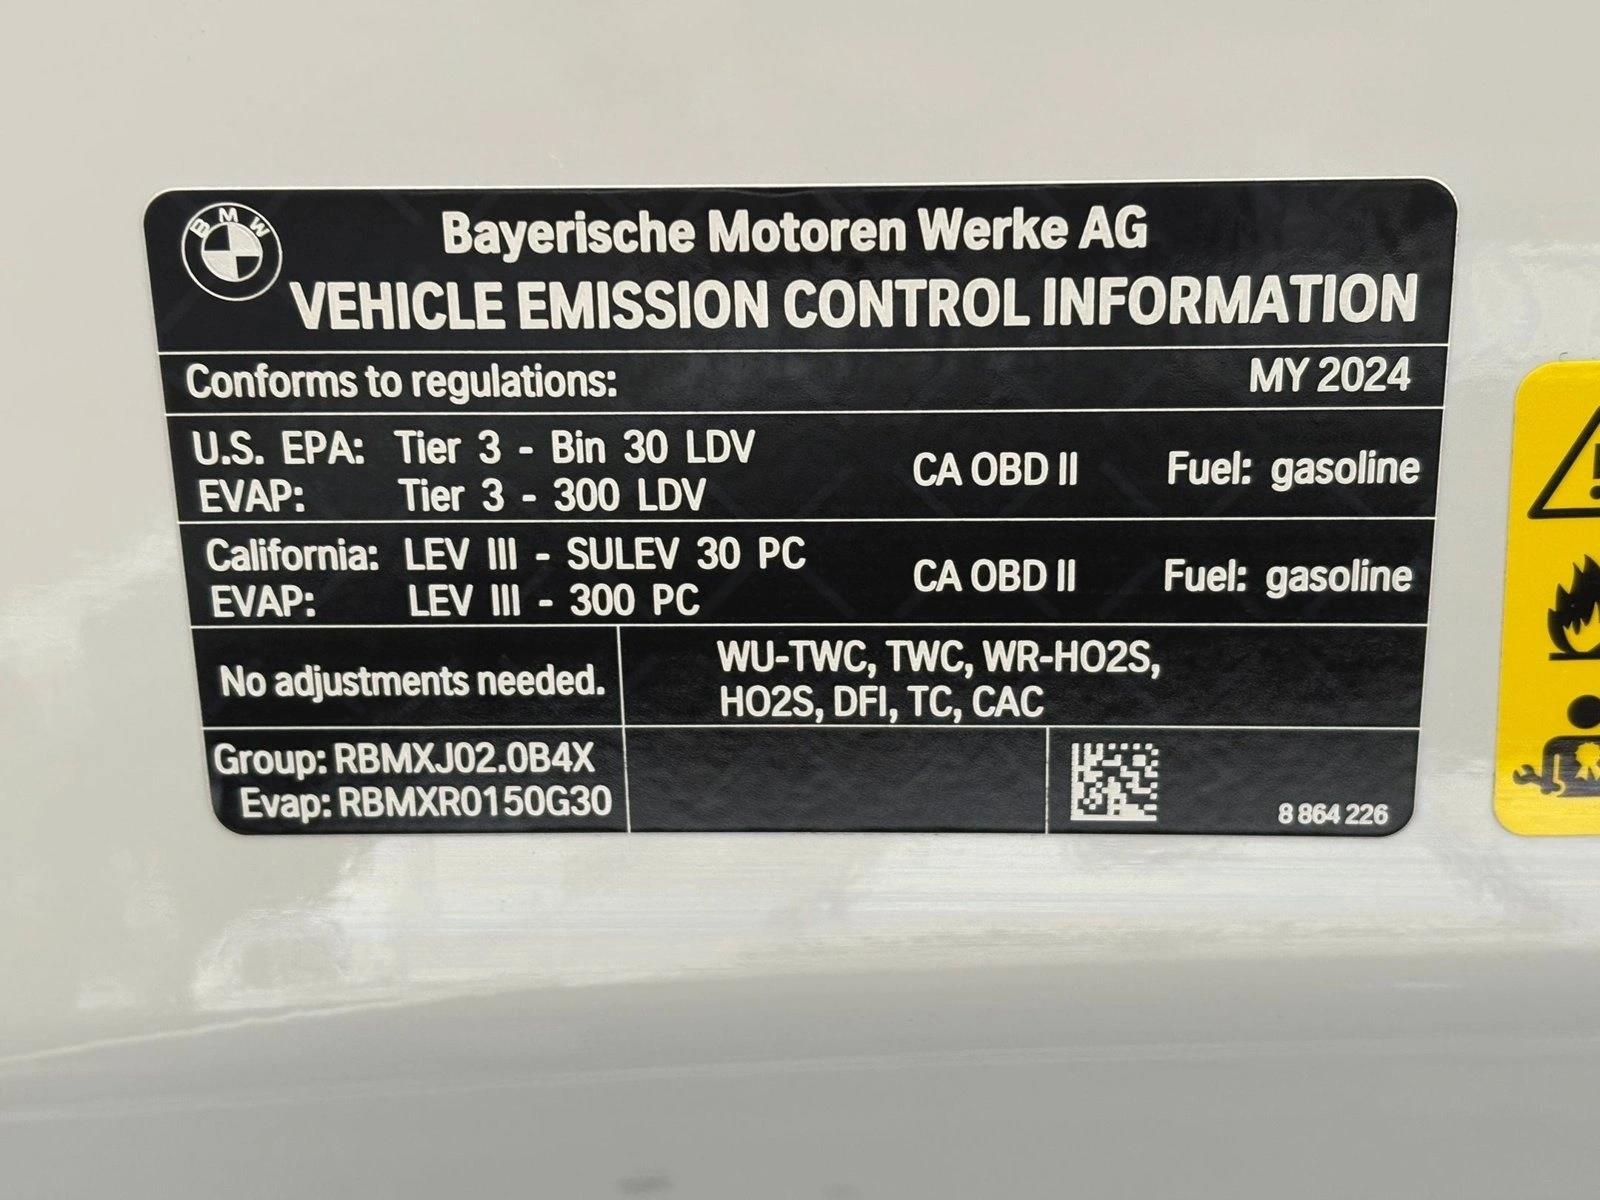 BMW
Bayerische Motoren Werke AG
VEHICLE EMISSION CONTROL INFORMATION
Conforms to regulations: MY 2024
U.S. EPA: Tier 3 - Bin 30 LDV
EVAP: Tier 3 - 300 LDV
CA OBD II Fuel: gasoline
California: LEV III - SULEV 30 PC
EVAP: LEV III - 300 PC
CA OBD II Fuel: gasoline
No adjustments needed.
WU-TWC, TWC, WR-HO2S,
HO2S, DFI, TC, CAC
Group: RBMXJ02.0B4X
Evap: RBMXR0150G30
8 864 226